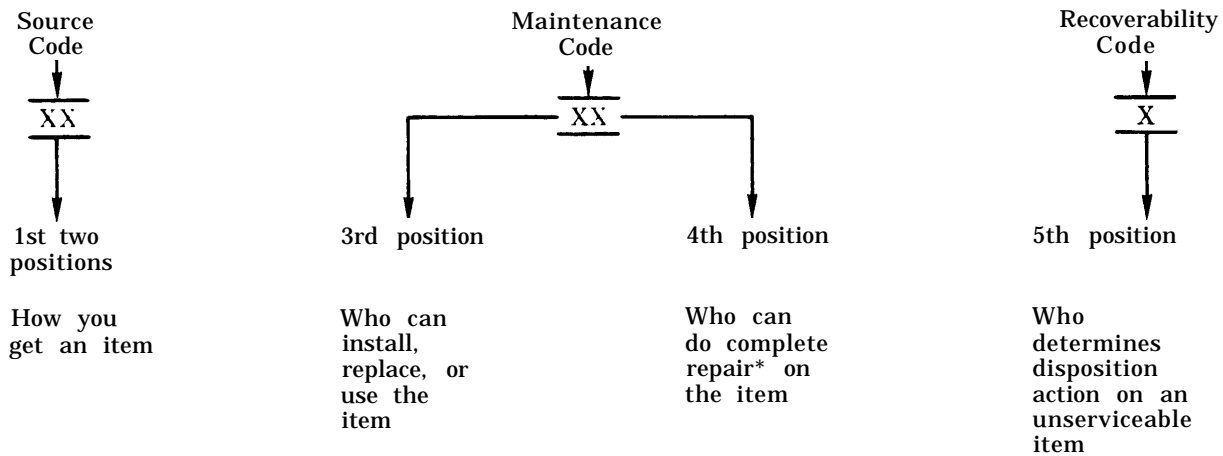 Source
Code
XX
1st two
positions
How you
get an item
Maintenance
Code
XX
3rd position
Who can
install,
replace, or
use the
item
4th position
Who can
do complete
repair* on
the item
Recoverability
Code
X
5th position
Who
determines
disposition
action on an
unserviceable
item